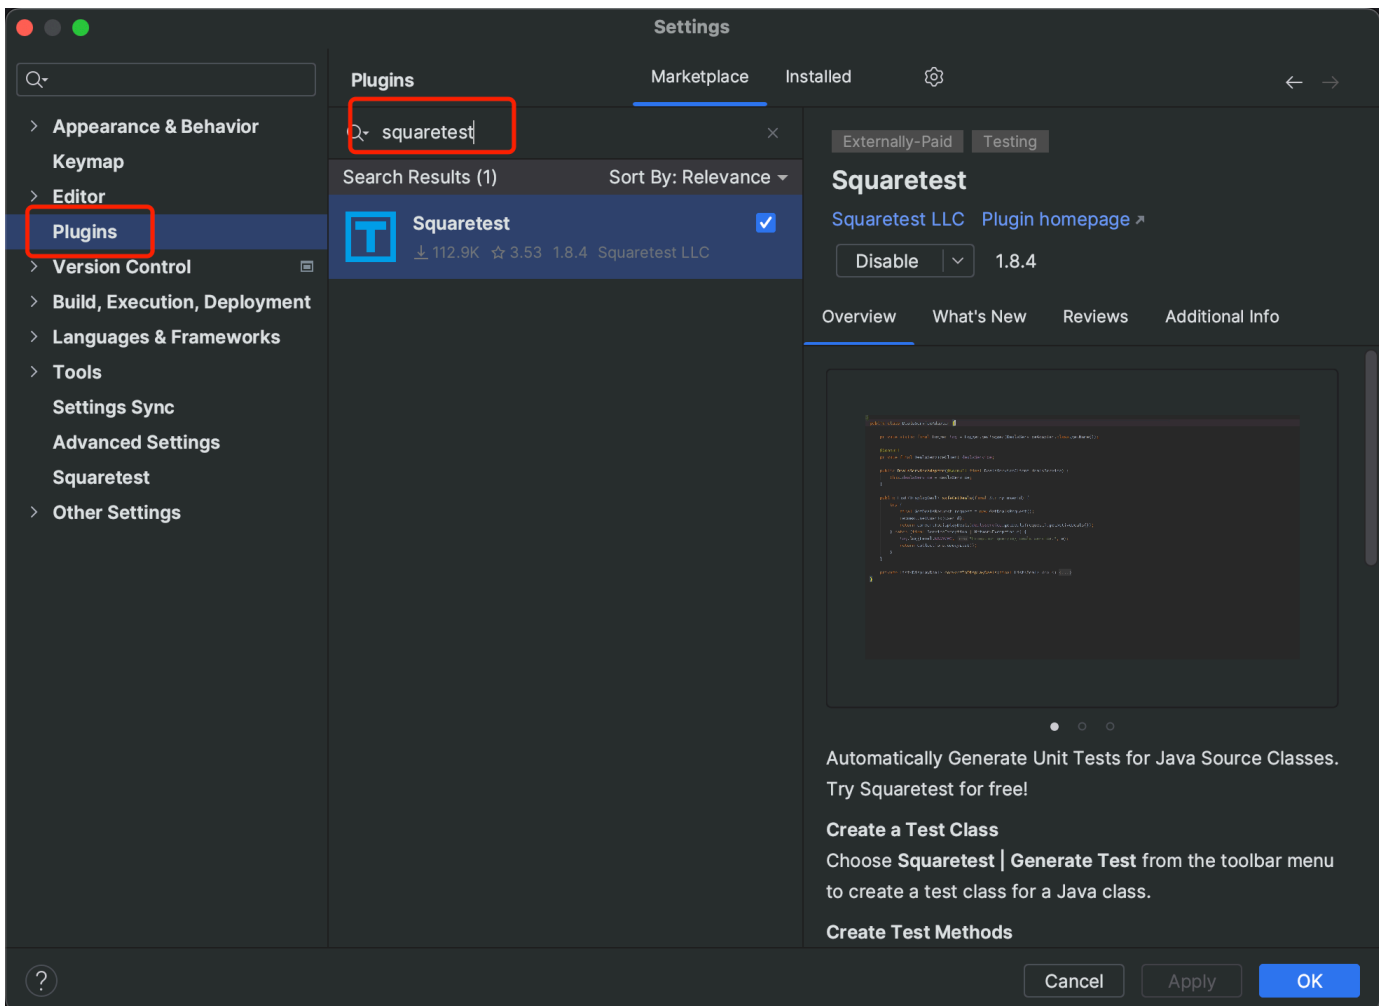 Settings
Appearance & Behavior
Keymap
Editor
Plugins
Version Control
Build, Execution, Deployment
Languages & Frameworks
Tools
Settings Sync
Advanced Settings
Squaretest
Other Settings
Plugins
Marketplace
Installed
squaretest
Search Results (1)
Sort By: Relevance
Squaretest
112.9K 3.53 1.8.4 Squaretest LLC
Externally-Paid Testing
Squaretest
Squaretest LLC Plugin homepage
Disable 1.8.4
Overview What's New Reviews Additional Info
Automatically Generate Unit Tests for Java Source Classes.
Try Squaretest for free!
Create a Test Class
Choose Squaretest | Generate Test from the toolbar menu
to create a test class for a Java class.
Create Test Methods
?
Cancel Apply OK